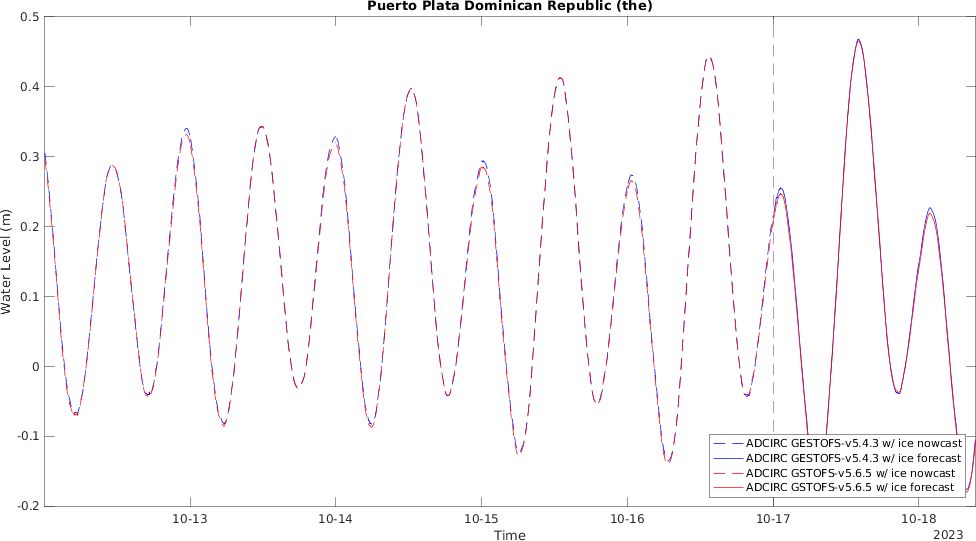 Puerto Plata Dominican Republic (the)
Water Level (m)
0.5
0.4
0.3
0.2
0.1
0
-0.1
-0.2
ADCIRC GESTOFS-v5.4.3 w/ ice nowcast
ADCIRC GESTOFS-v5.4.3 w/ ice forecast
ADCIRC GSTOFS-v5.6.5 w/ ice nowcast
ADCIRC GSTOFS-v5.6.5 w/ ice forecast
10-13 10-14 10-15 10-16 10-17 10-18
Time
2023